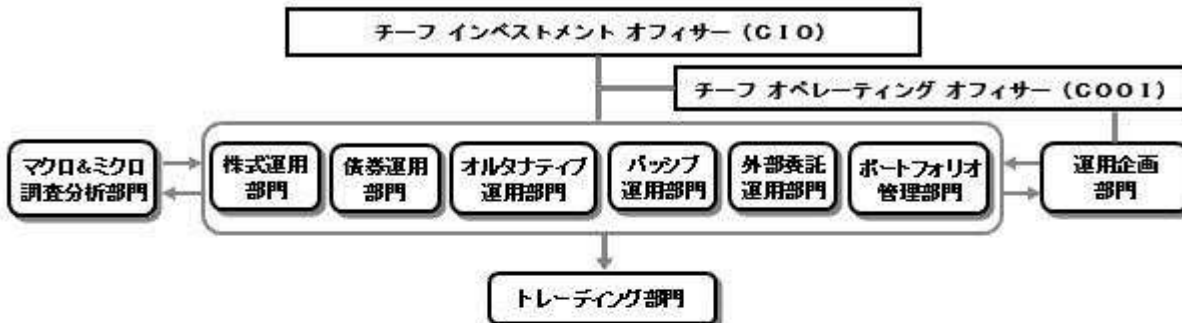 チーフ インベストメント オフィサー (CIO)
チーフ オペレーティング オフィサー (COOI)
マクロ&ミクロ
調査分析部門
株式運用
部門
債券運用
部門
オルタナティブ
運用部門
パッシブ
運用部門
外部委託
運用部門
ポートフォリオ
管理部門
運用企画
部門
トレーディング部門